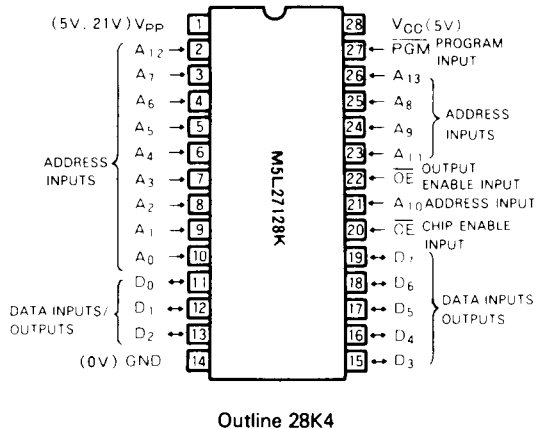 (5V, 21V) VPP 1
A12 2
A7 3
A6 4
A5 5
A4 6
A3 7
A2 8
A1 9
A0 10
ADDRESS
INPUTS
D0 11
D1 12
D2 13
DATA INPUTS/
OUTPUTS
(0V) GND 14
M5L27128K
28 VCC(5V)
27 PGM PROGRAM
INPUT
26 A13
25 A8
24 A9
23 A11
ADDRESS
INPUTS
22 OE OUTPUT
ENABLE INPUT
21 A10 ADDRESS INPUT
20 CE CHIP ENABLE
INPUT
19 D7
18 D6
17 D5
16 D4
15 D3
DATA INPUTS
OUTPUTS
Outline 28K4